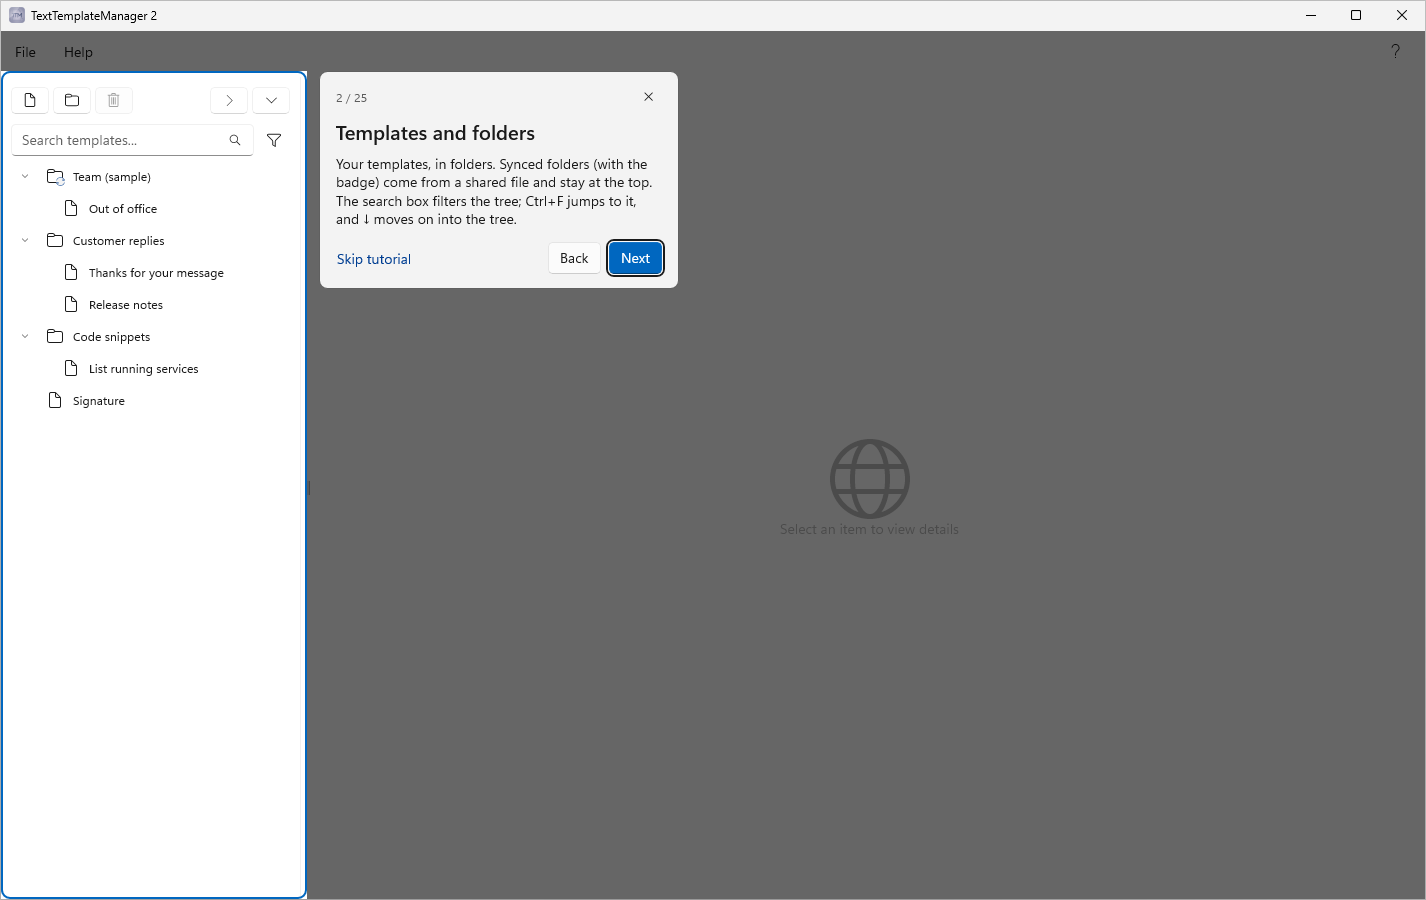 TextTemplateManager 2
File
Help
?
2 / 25
Templates and folders
Your templates, in folders. Synced folders (with the
badge) come from a shared file and stay at the top.
The search box filters the tree; Ctrl+F jumps to it,
and ↓ moves on into the tree.
Skip tutorial
Back
Next
Search templates...
Team (sample)
Out of office
Customer replies
Thanks for your message
Release notes
Code snippets
List running services
Signature
Select an item to view details